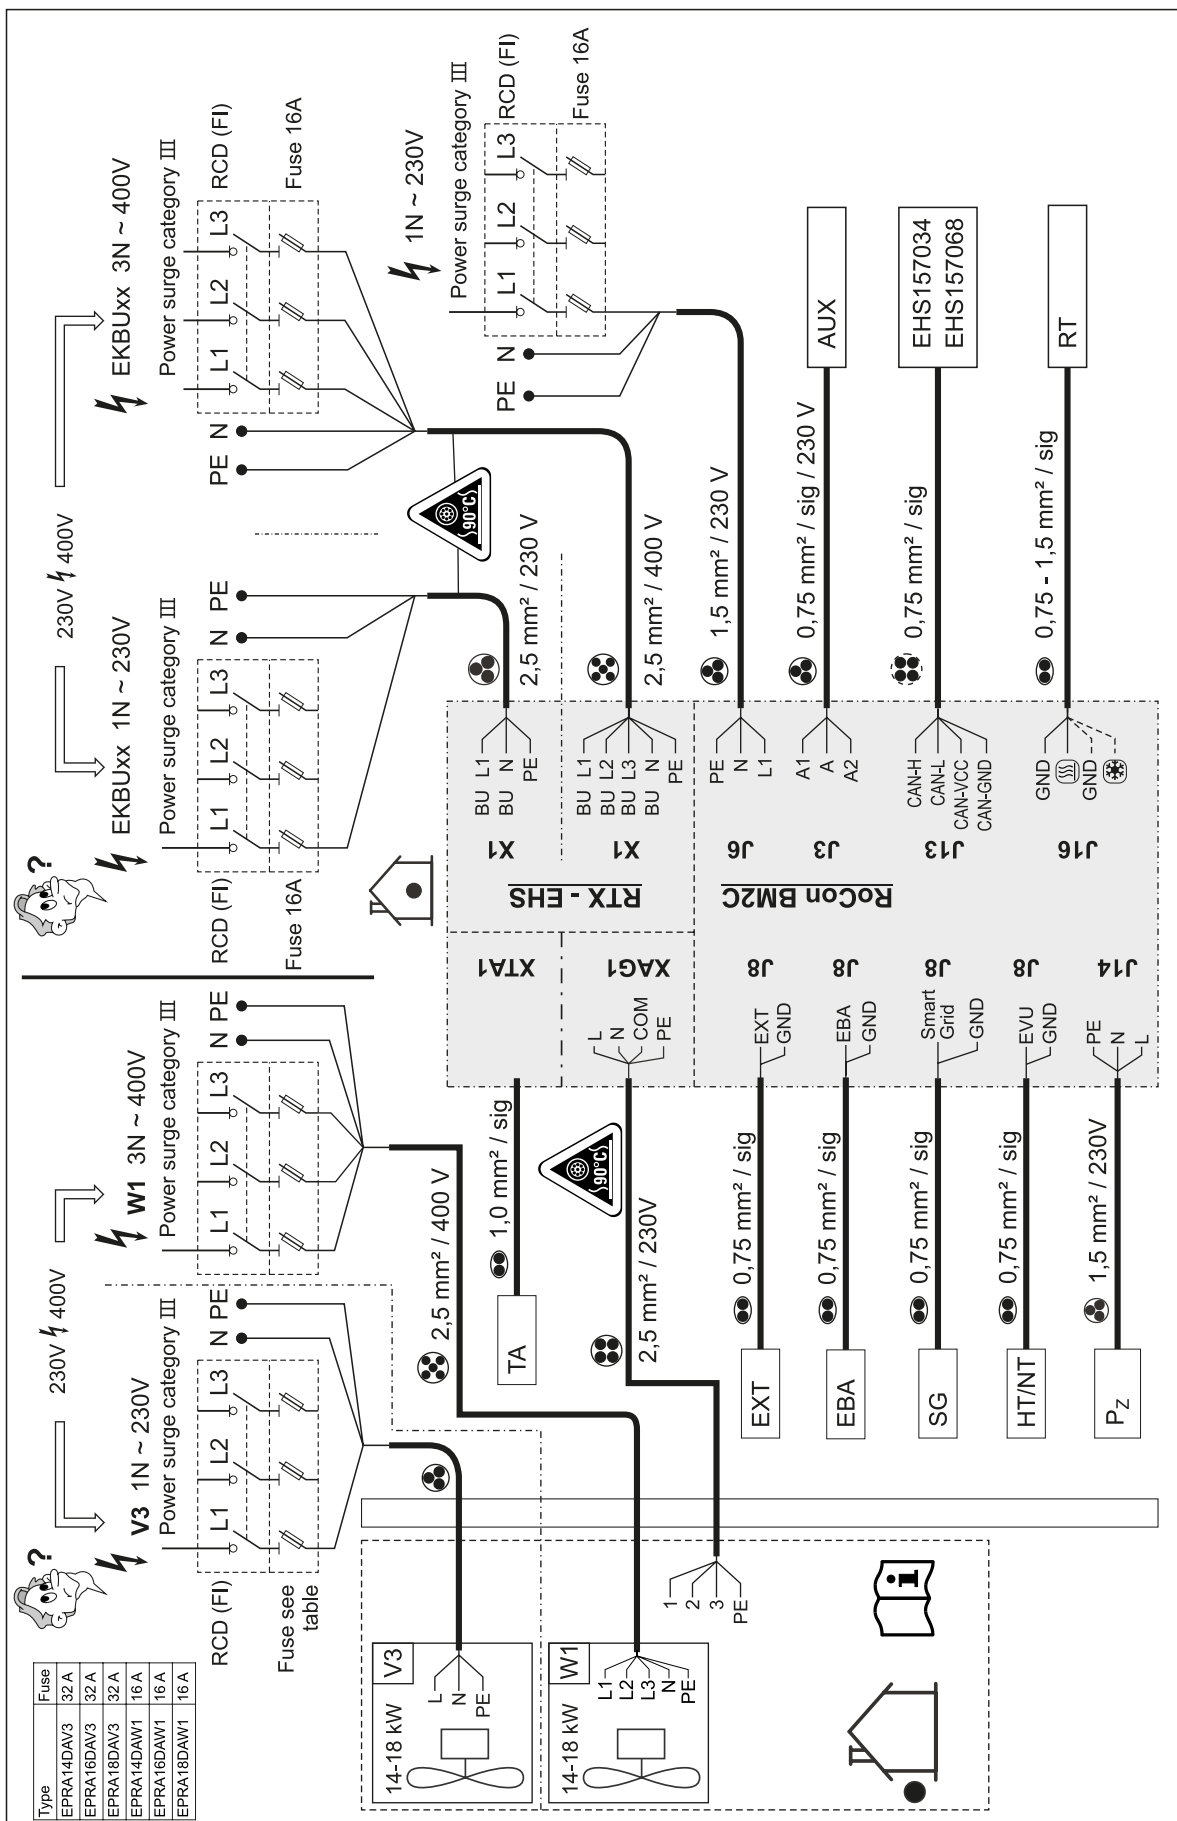 Type Fuse
EPRA14DAV3 32 A
EPRA16DAV3 32 A
EPRA18DAV3 32 A
EPRA14DAW1 16 A
EPRA16DAW1 16 A
EPRA18DAW1 16 A
?
230V 400V
V3 1N ~ 230V
Power surge category III
L1 L2 L3 N PE
RCD (FI)
Fuse see
table
W1 3N ~ 400V
Power surge category III
L1 L2 L3 N PE
RCD (FI)
Fuse 16A
?
230V 400V
EKBUxx 1N ~ 230V
Power surge category III
L1 L2 L3 N PE
EKBUxx 3N ~ 400V
Power surge category III
PE N L1 L2 L3
RCD (FI)
Fuse 16A
1N ~ 230V
Power surge category III
PE N L1 L2 L3
RCD (FI)
Fuse 16A
90°C
2,5 mm² / 230 V
2,5 mm² / 400 V
1,5 mm² / 230 V
0,75 mm² / sig / 230 V
AUX
0,75 mm² / sig
EHS157034
EHS157068
0,75 - 1,5 mm² / sig
RT
X1
BU L1
BU N
PE
X1
BU L1
BU L2
BU L3
BU N
PE
RTX - EHS
XTA1
XAG1
L
N
COM
PE
RoCon BM2C
J6
PE
N
L1
J3
A1
A
A2
J13
CAN-H
CAN-L
CAN-VCC
CAN-GND
J16
GND
GND
J8
EXT
GND
J8
EBA
GND
J8
Smart
Grid
GND
J8
EVU
GND
J14
PE
N
L
2,5 mm² / 400 V
1,0 mm² / sig
TA
90°C
2,5 mm² / 230V
0,75 mm² / sig
EXT
0,75 mm² / sig
EBA
0,75 mm² / sig
SG
0,75 mm² / sig
HT/NT
1,5 mm² / 230V
PZ
14-18 kW
V3
L
N
PE
14-18 kW
W1
L1
L2
L3
N
PE
1
2
3
PE
i